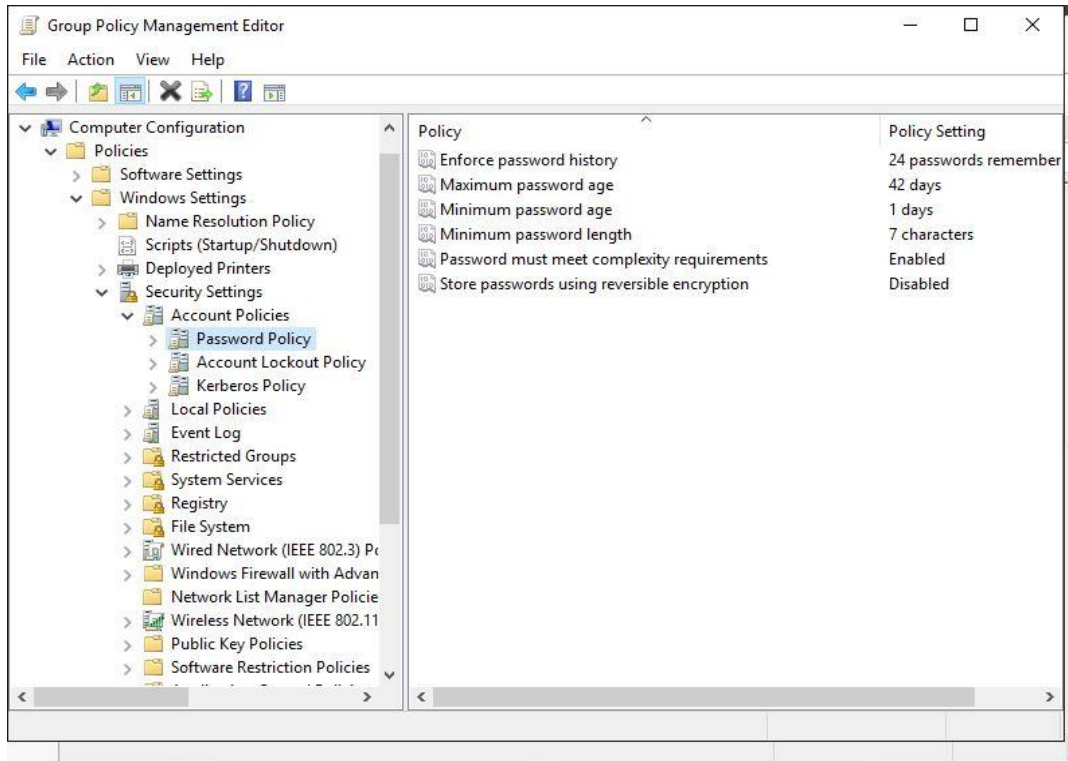 Group Policy Management Editor
File Action View Help
Computer Configuration
Policies
Software Settings
Windows Settings
Name Resolution Policy
Scripts (Startup/Shutdown)
Deployed Printers
Security Settings
Account Policies
Password Policy
Account Lockout Policy
Kerberos Policy
Local Policies
Event Log
Restricted Groups
System Services
Registry
File System
Wired Network (IEEE 802.3) Po
Windows Firewall with Advan
Network List Manager Policie
Wireless Network (IEEE 802.11
Public Key Policies
Software Restriction Policies
Policy Policy Setting
Enforce password history 24 passwords remember
Maximum password age 42 days
Minimum password age 1 days
Minimum password length 7 characters
Password must meet complexity requirements Enabled
Store passwords using reversible encryption Disabled